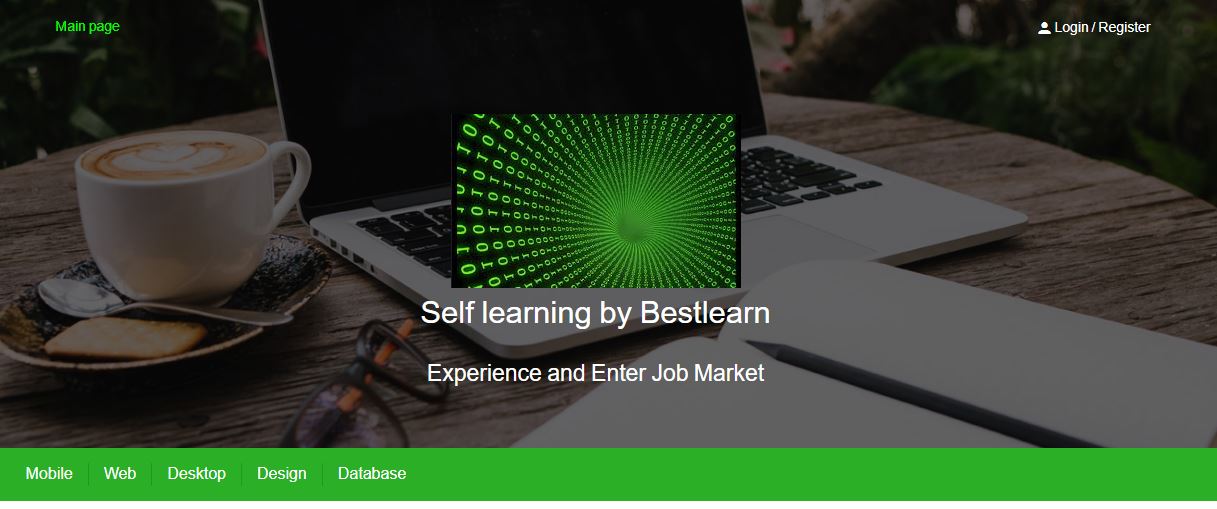 Main page
Login / Register
Self learning by Bestlearn
Experience and Enter Job Market
Mobile
Web
Desktop
Design
Database